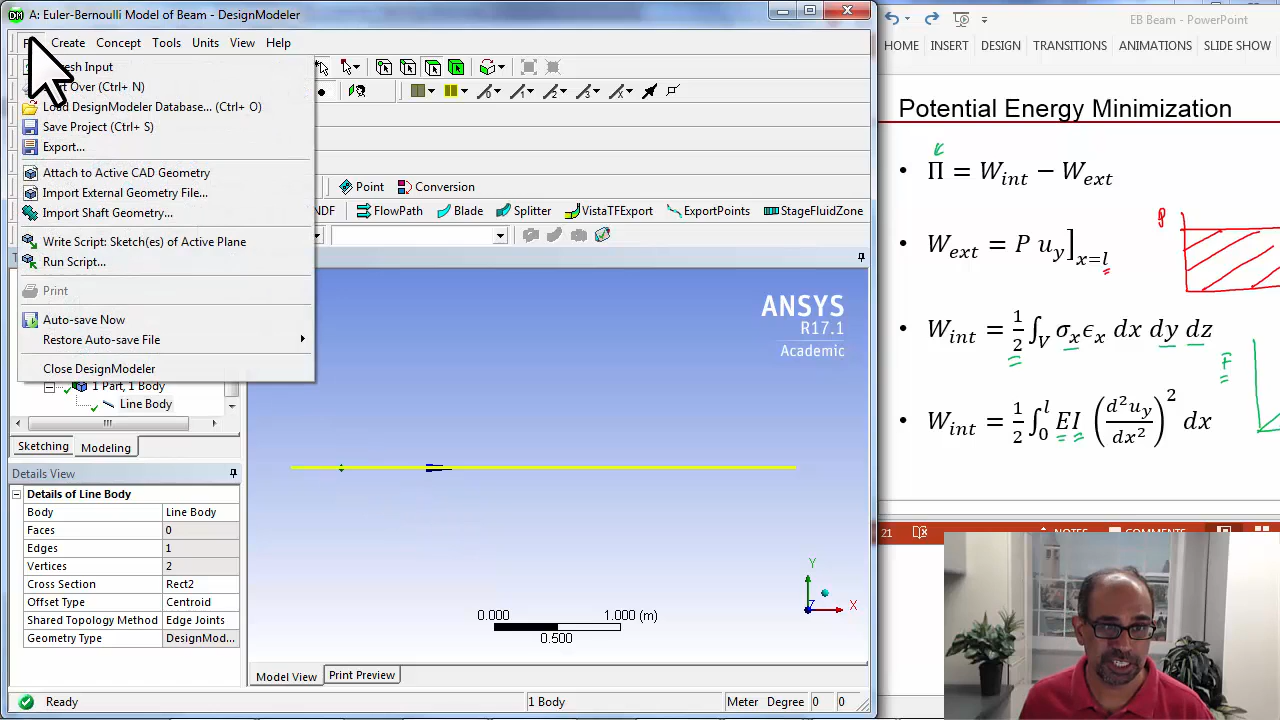 A: Euler-Bernoulli Model of Beam - DesignModeler
Create Concept Tools Units View Help
Input
Over (Ctrl+ N)
Load DesignModeler Database... (Ctrl+ O)
Save Project (Ctrl+ S)
Export...
Attach to Active CAD Geometry
Import External Geometry File...
Import Shaft Geometry...
Write Script: Sketch(es) of Active Plane
Run Script...
Print
Auto-save Now
Restore Auto-save File
Close DesignModeler
Point Conversion
NDF FlowPath Blade Splitter VistaTFExport ExportPoints StageFluidZone
1 Part, 1 Body
Line Body
Sketching Modeling
Details View
Details of Line Body
Body Line Body
Faces 0
Edges 1
Vertices 2
Cross Section Rect2
Offset Type Centroid
Shared Topology Method Edge Joints
Geometry Type DesignMod...
ANSYS
R17.1
Academic
Y
X
Z
0.000 1.000 (m)
0.500
Model View Print Preview
Ready 1 Body Meter Degree 0 0
EB Beam - PowerPoint
HOME INSERT DESIGN TRANSITIONS ANIMATIONS SLIDE SHOW
Potential Energy Minimization
• Π = W_int − W_ext
P
• W_ext = P u_y]_x=l
• W_int = 1/2 ∫_V σ_x ϵ_x dx dy dz
F
• W_int = 1/2 ∫_0^l EI (d²u_y/dx²)² dx
21
NOTES COMMENTS